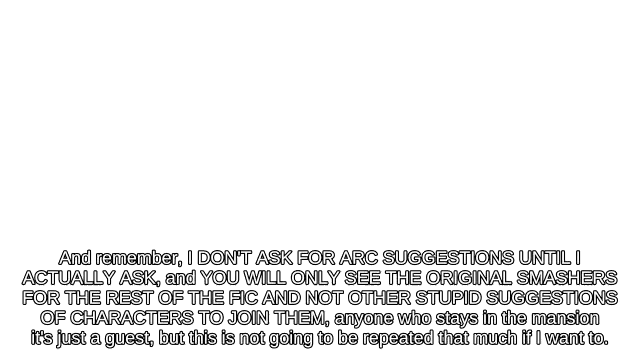 And remember, I DON'T ASK FOR ARC SUGGESTIONS UNTIL I
ACTUALLY ASK, and YOU WILL ONLY SEE THE ORIGINAL SMASHERS
FOR THE REST OF THE FIC AND NOT OTHER STUPID SUGGESTIONS
OF CHARACTERS TO JOIN THEM, anyone who stays in the mansion
it's just a guest, but this is not going to be repeated that much if I want to.